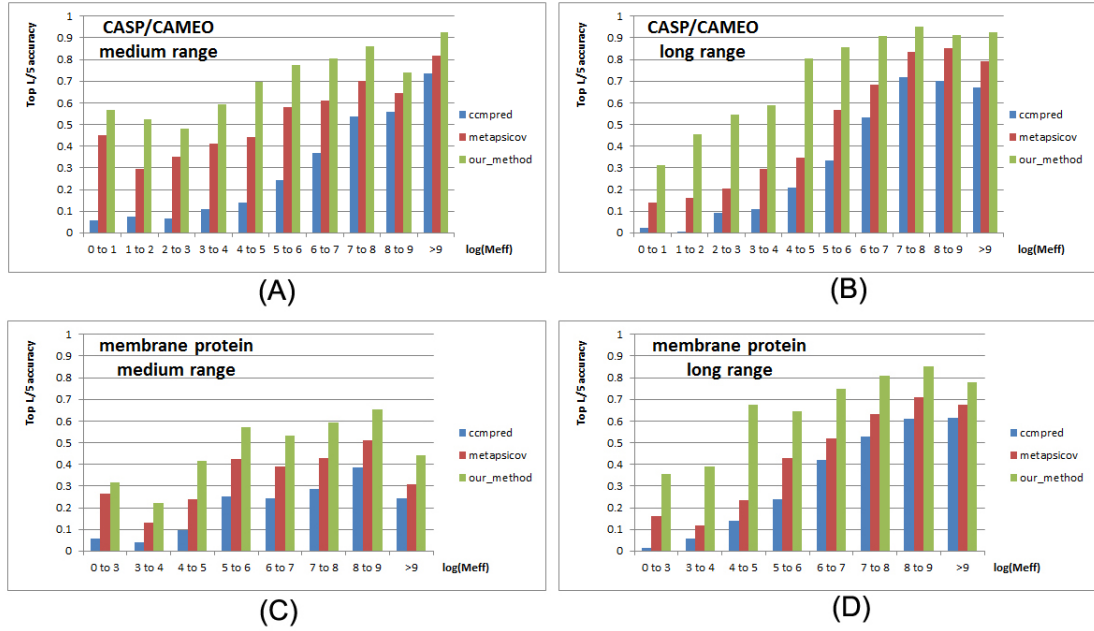 CASP/CAMEO
medium range
Top L/5 accuracy
1
0.9
0.8
0.7
0.6
0.5
0.4
0.3
0.2
0.1
0
0 to 1 1 to 2 2 to 3 3 to 4 4 to 5 5 to 6 6 to 7 7 to 8 8 to 9 >9 log(Meff)
ccmpred
metapsicov
our_method
(A)
CASP/CAMEO
long range
Top L/5 accuracy
1
0.9
0.8
0.7
0.6
0.5
0.4
0.3
0.2
0.1
0
0 to 1 1 to 2 2 to 3 3 to 4 4 to 5 5 to 6 6 to 7 7 to 8 8 to 9 >9 log(Meff)
ccmpred
metapsicov
our_method
(B)
membrane protein
medium range
Top L/5 accuracy
1
0.9
0.8
0.7
0.6
0.5
0.4
0.3
0.2
0.1
0
0 to 3 3 to 4 4 to 5 5 to 6 6 to 7 7 to 8 8 to 9 >9 log(Meff)
ccmpred
metapsicov
our_method
(C)
membrane protein
long range
Top L/5 accuracy
1
0.9
0.8
0.7
0.6
0.5
0.4
0.3
0.2
0.1
0
0 to 3 3 to 4 4 to 5 5 to 6 6 to 7 7 to 8 8 to 9 >9 log(Meff)
ccmpred
metapsicov
our_method
(D)